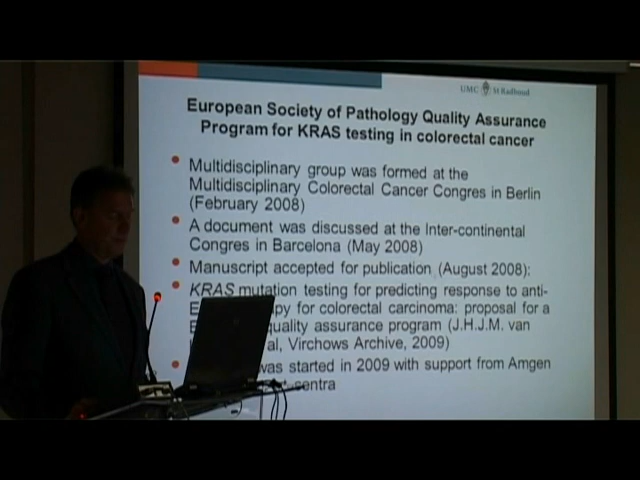 UMC St Radboud
European Society of Pathology Quality Assurance
Program for KRAS testing in colorectal cancer
Multidisciplinary group was formed at the
Multidisciplinary Colorectal Cancer Congres in Berlin
(February 2008)
A document was discussed at the Inter-continental
Congres in Barcelona (May 2008)
Manuscript accepted for publication (August 2008):
KRAS mutation testing for predicting response to anti-
for colorectal carcinoma: proposal for a
quality assurance program (J.H.J.M. van
al, Virchows Archive, 2009)
was started in 2009 with support from Amgen